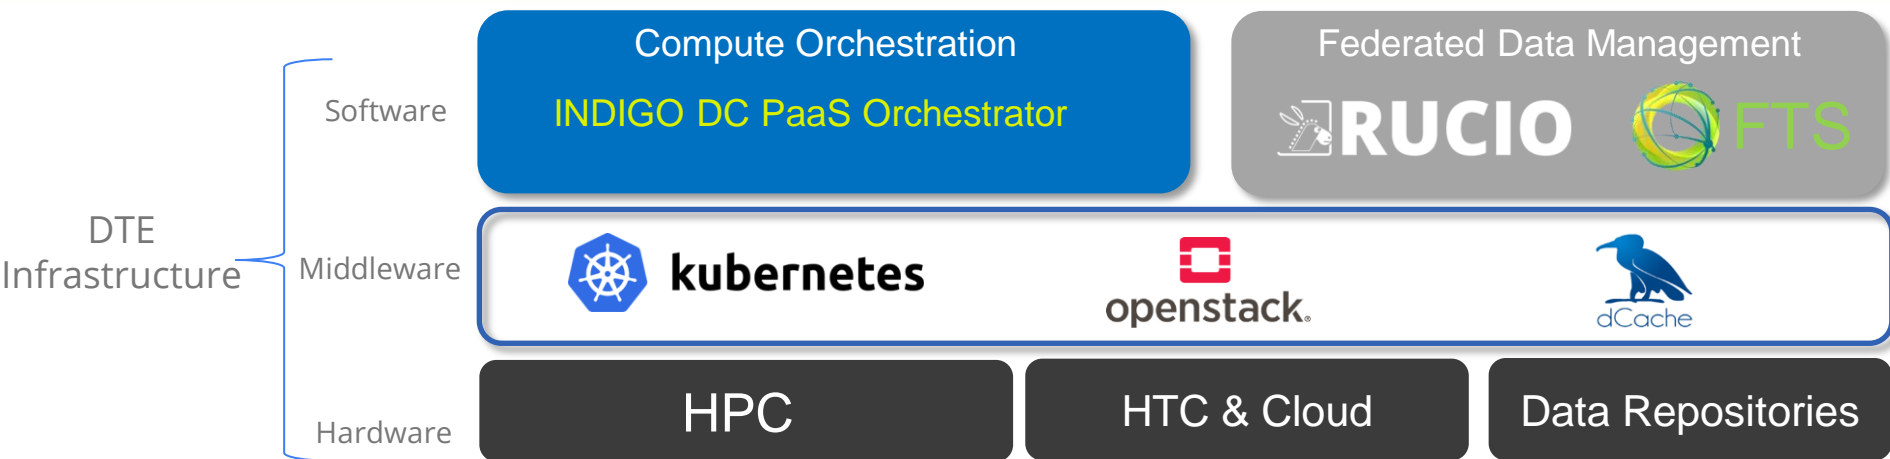 DTE
Infrastructure
Software
Compute Orchestration
INDIGO DC PaaS Orchestrator
Federated Data Management
RUCIO
FTS
Middleware
kubernetes
openstack.
dCache
Hardware
HPC
HTC & Cloud
Data Repositories